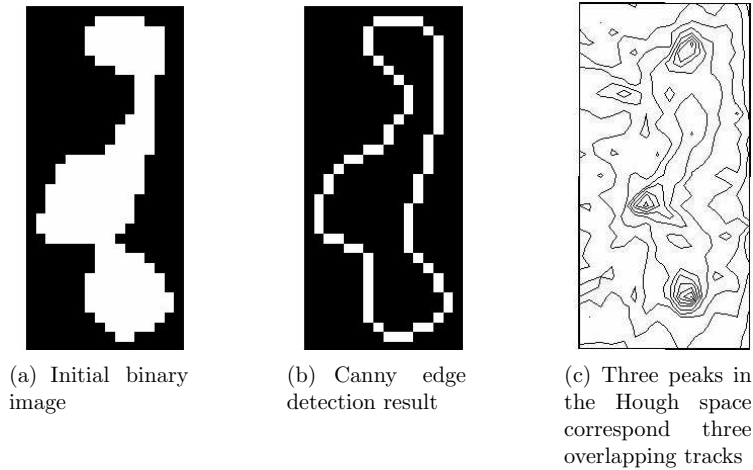 (a) Initial binary
image
(b) Canny edge
detection result
(c) Three peaks in
the Hough space
correspond three
overlapping tracks